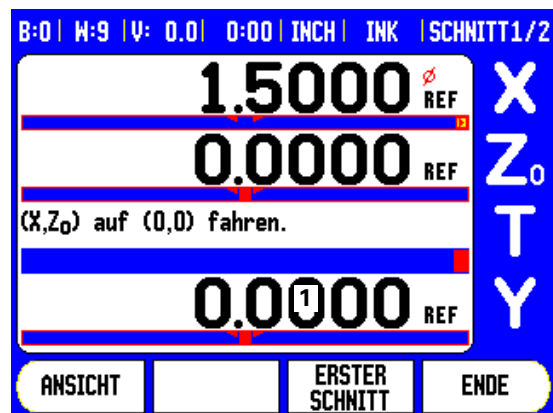 B:0| W:9 |V: 0.0| 0:00| INCH| INK |SCHNITT1/2
1.5000 Ø REF X
0.0000 REF Z0
(X,Z0) auf (0,0) fahren.
T
0.0000 REF Y
1
ANSICHT ERSTER SCHNITT ENDE